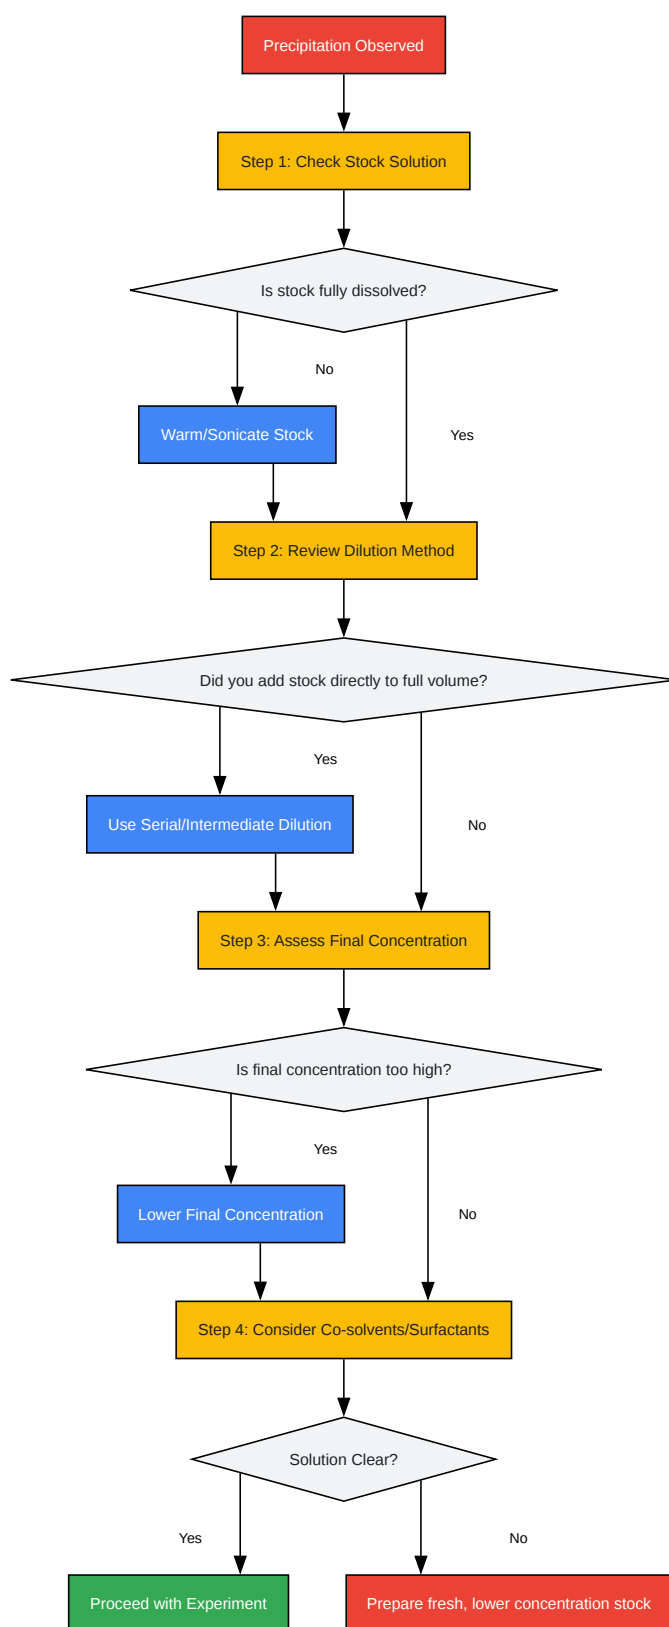 Precipitation Observed
Step 1: Check Stock Solution
Is stock fully dissolved?
No
Warm/Sonicate Stock
Yes
Step 2: Review Dilution Method
Did you add stock directly to full volume?
Yes
Use Serial/Intermediate Dilution
No
Step 3: Assess Final Concentration
Is final concentration too high?
Yes
Lower Final Concentration
No
Step 4: Consider Co-solvents/Surfactants
Solution Clear?
Yes
No
Proceed with Experiment
Prepare fresh, lower concentration stock